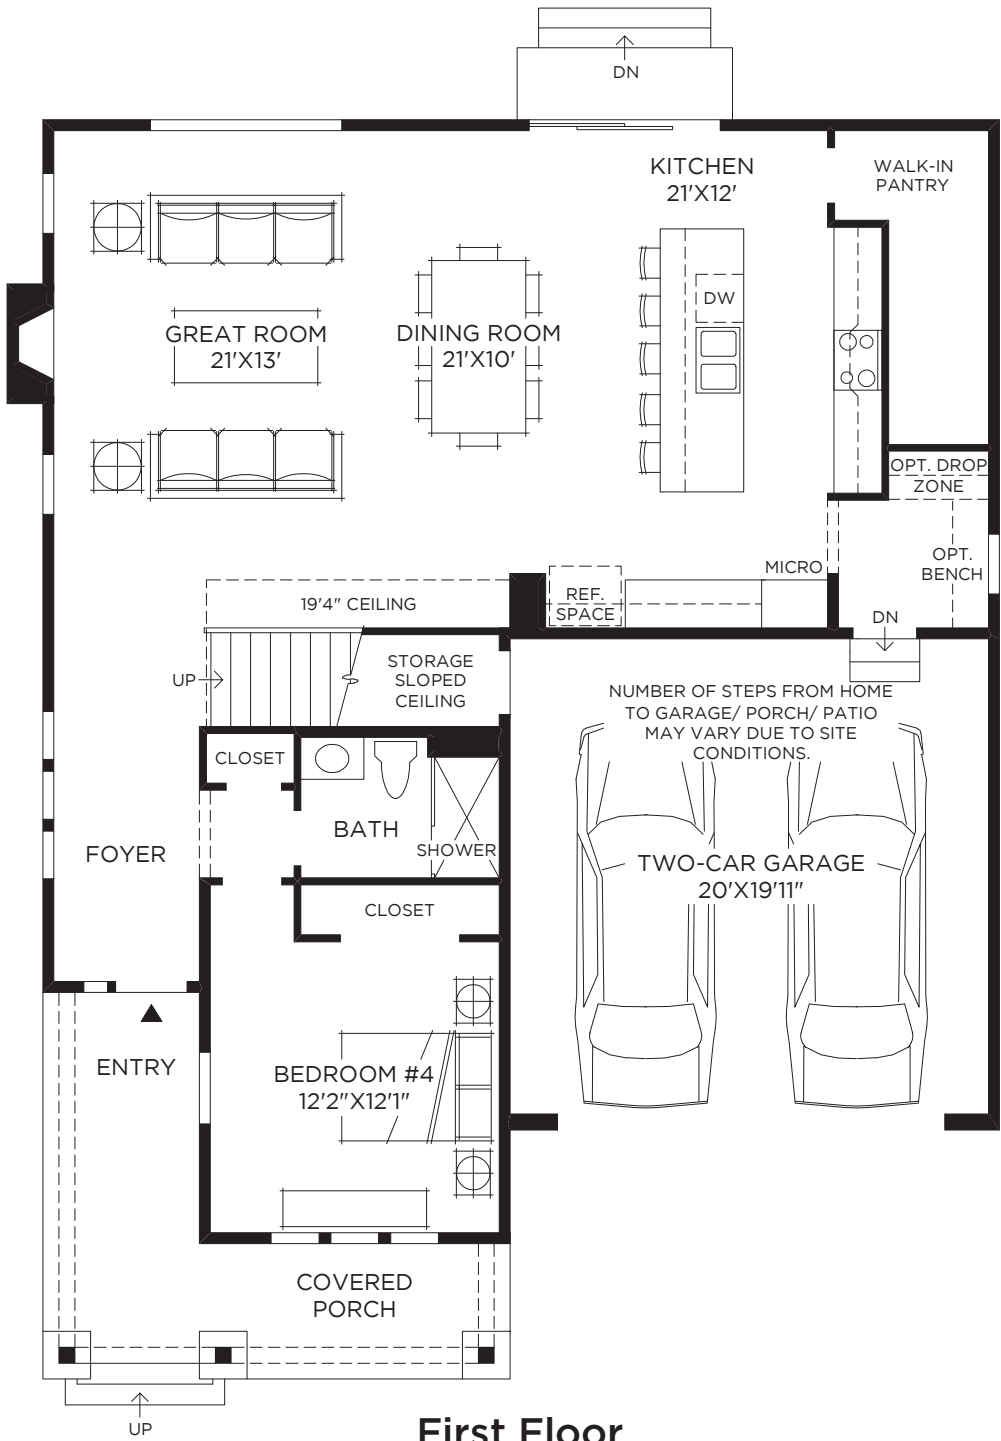 DN
KITCHEN
21'X12'
WALK-IN
PANTRY
DW
GREAT ROOM
21'X13'
DINING ROOM
21'X10'
OPT. DROP
ZONE
OPT.
BENCH
MICRO
REF.
SPACE
19'4" CEILING
DN
UP
STORAGE
SLOPED
CEILING
NUMBER OF STEPS FROM HOME
TO GARAGE/ PORCH/ PATIO
MAY VARY DUE TO SITE
CONDITIONS.
CLOSET
BATH
SHOWER
FOYER
TWO-CAR GARAGE
20'X19'11"
CLOSET
ENTRY
BEDROOM #4
12'2"X12'1"
COVERED
PORCH
UP
First Floor